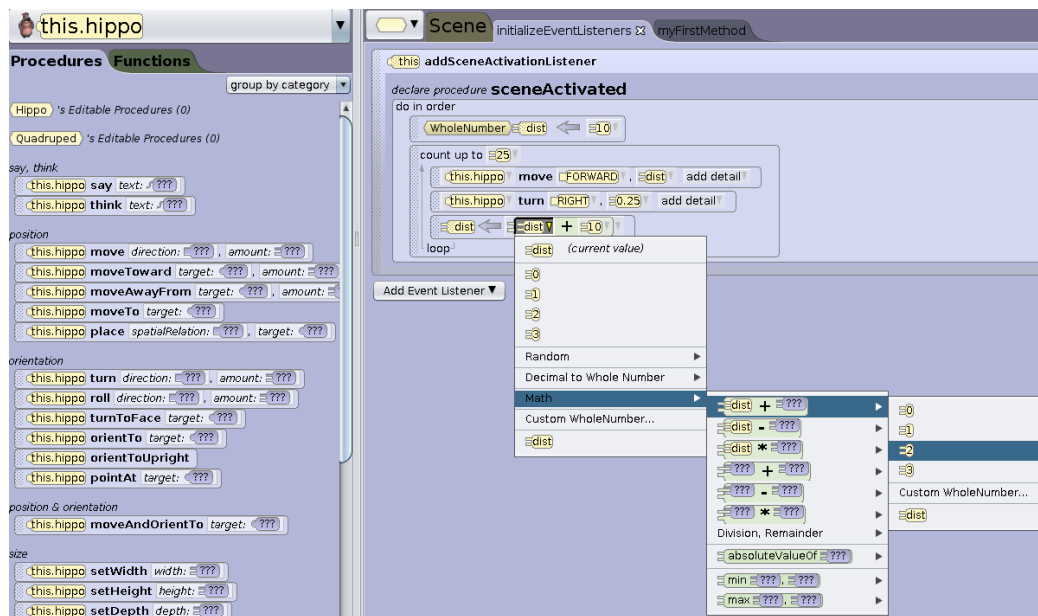 this.hippo
Procedures Functions
group by category
Hippo 's Editable Procedures (0)
Quadruped 's Editable Procedures (0)
say, think
this.hippo say text: ???
this.hippo think text: ???
position
this.hippo move direction: ??? , amount: ???
this.hippo moveToward target: ??? , amount: ???
this.hippo moveAwayFrom target: ??? , amount:
this.hippo moveTo target: ???
this.hippo place spatialRelation: ??? , target: ???
orientation
this.hippo turn direction: ??? , amount: ???
this.hippo roll direction: ??? , amount: ???
this.hippo turnToFace target: ???
this.hippo orientTo target: ???
this.hippo orientToUpright
this.hippo pointAt target: ???
position & orientation
this.hippo moveAndOrientTo target: ???
size
this.hippo setWidth width: ???
this.hippo setHeight height: ???
this.hippo setDepth depth: ???
Scene initializeEventListeners myFirstMethod
this addSceneActivationListener
declare procedure sceneActivated
do in order
WholeNumber dist 10
count up to 25
this.hippo move FORWARD , dist add detail
this.hippo turn RIGHT , 0.25 add detail
dist dist + 10
loop
Add Event Listener
dist (current value)
0
1
2
3
Random
Decimal to Whole Number
Math
Custom WholeNumber...
dist
dist + ???
dist - ???
dist * ???
??? + ???
??? - ???
??? * ???
Division, Remainder
absoluteValueOf ???
min ??? , ???
max ??? , ???
0
1
2
3
Custom WholeNumber...
dist